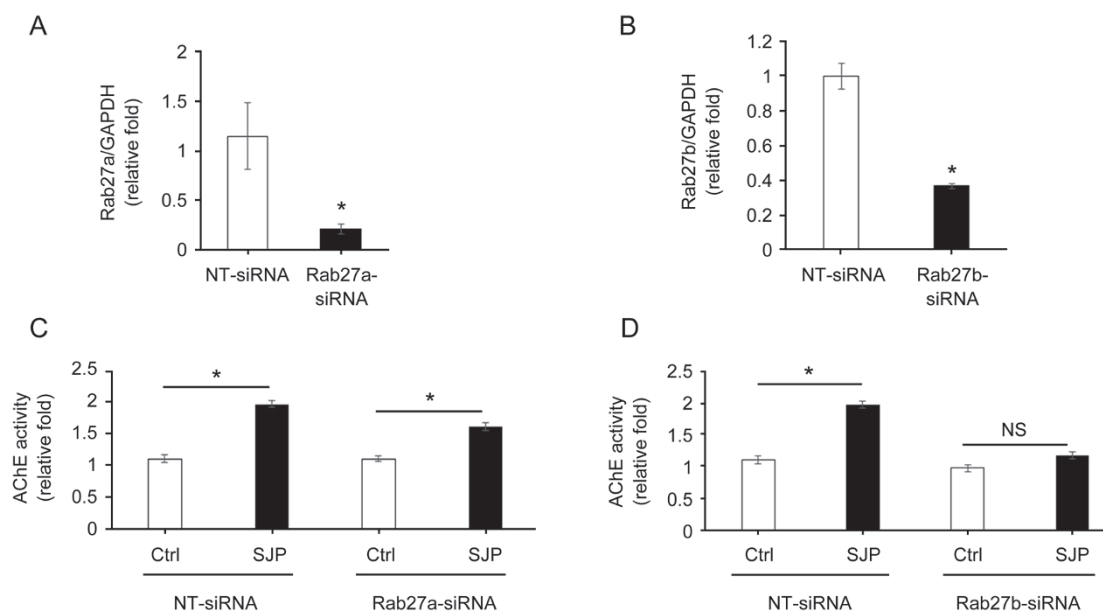 A
Rab27a/GAPDH
(relative fold)
2
1.5
1
0.5
0
*
NT-siRNA
Rab27a-
siRNA
B
Rab27b/GAPDH
(relative fold)
1.2
1
0.8
0.6
0.4
0.2
0
*
NT-siRNA
Rab27b-
siRNA
C
AChE activity
(relative fold)
2.5
2
1.5
1
0.5
0
*
*
Ctrl SJP Ctrl SJP
NT-siRNA Rab27a-siRNA
D
AChE activity
(relative fold)
2.5
2
1.5
1
0.5
0
*
NS
Ctrl SJP Ctrl SJP
NT-siRNA Rab27b-siRNA